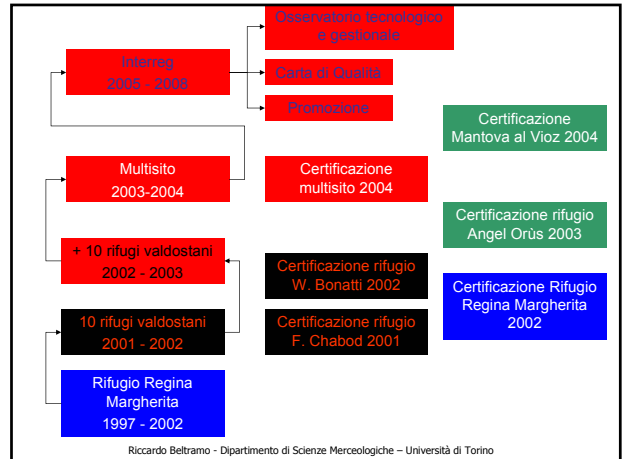 Osservatorio tecnologico
e gestionale
Interreg
2005 - 2008
Carta di Qualità
Promozione
Certificazione
Mantova al Vioz 2004
Multisito
2003-2004
Certificazione
multisito 2004
Certificazione rifugio
Angel Orùs 2003
+ 10 rifugi valdostani
2002 - 2003
Certificazione rifugio
W. Bonatti 2002
Certificazione Rifugio
Regina Margherita
2002
10 rifugi valdostani
2001 - 2002
Certificazione rifugio
F. Chabod 2001
Rifugio Regina
Margherita
1997 - 2002
Riccardo Beltramo - Dipartimento di Scienze Merceologiche – Università di Torino